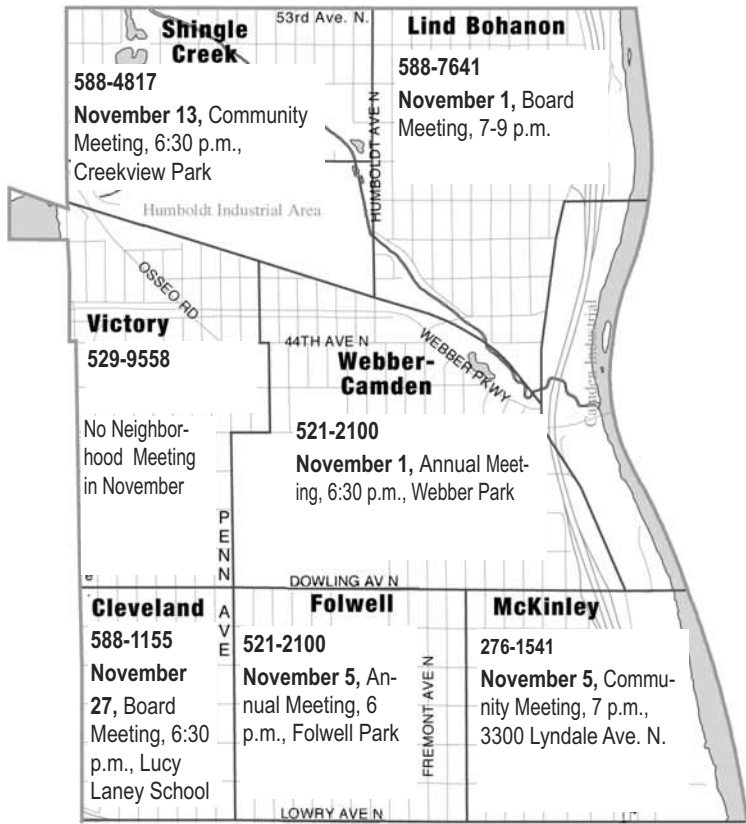 53rd Ave. N.
Shingle
Creek
588-4817
November 13, Community
Meeting, 6:30 p.m.,
Creekview Park
Lind Bohanon
588-7641
November 1, Board
Meeting, 7-9 p.m.
HUMBOLDT AVE N
Humboldt Industrial Area
OSSEO RD
Victory
529-9558
No Neighbor-
hood Meeting
in November
44TH AVE N
WEBBER PKWY
Webber-
Camden
521-2100
November 1, Annual Meet-
ing, 6:30 p.m., Webber Park
Camden Industrial
PENN AVE
DOWLING AV N
Cleveland
588-1155
November
27, Board
Meeting, 6:30
p.m., Lucy
Laney School
Folwell
521-2100
November 5, An-
nual Meeting, 6
p.m., Folwell Park
FREMONT AVE N
McKinley
276-1541
November 5, Commu-
nity Meeting, 7 p.m.,
3300 Lyndale Ave. N.
LOWRY AVE N